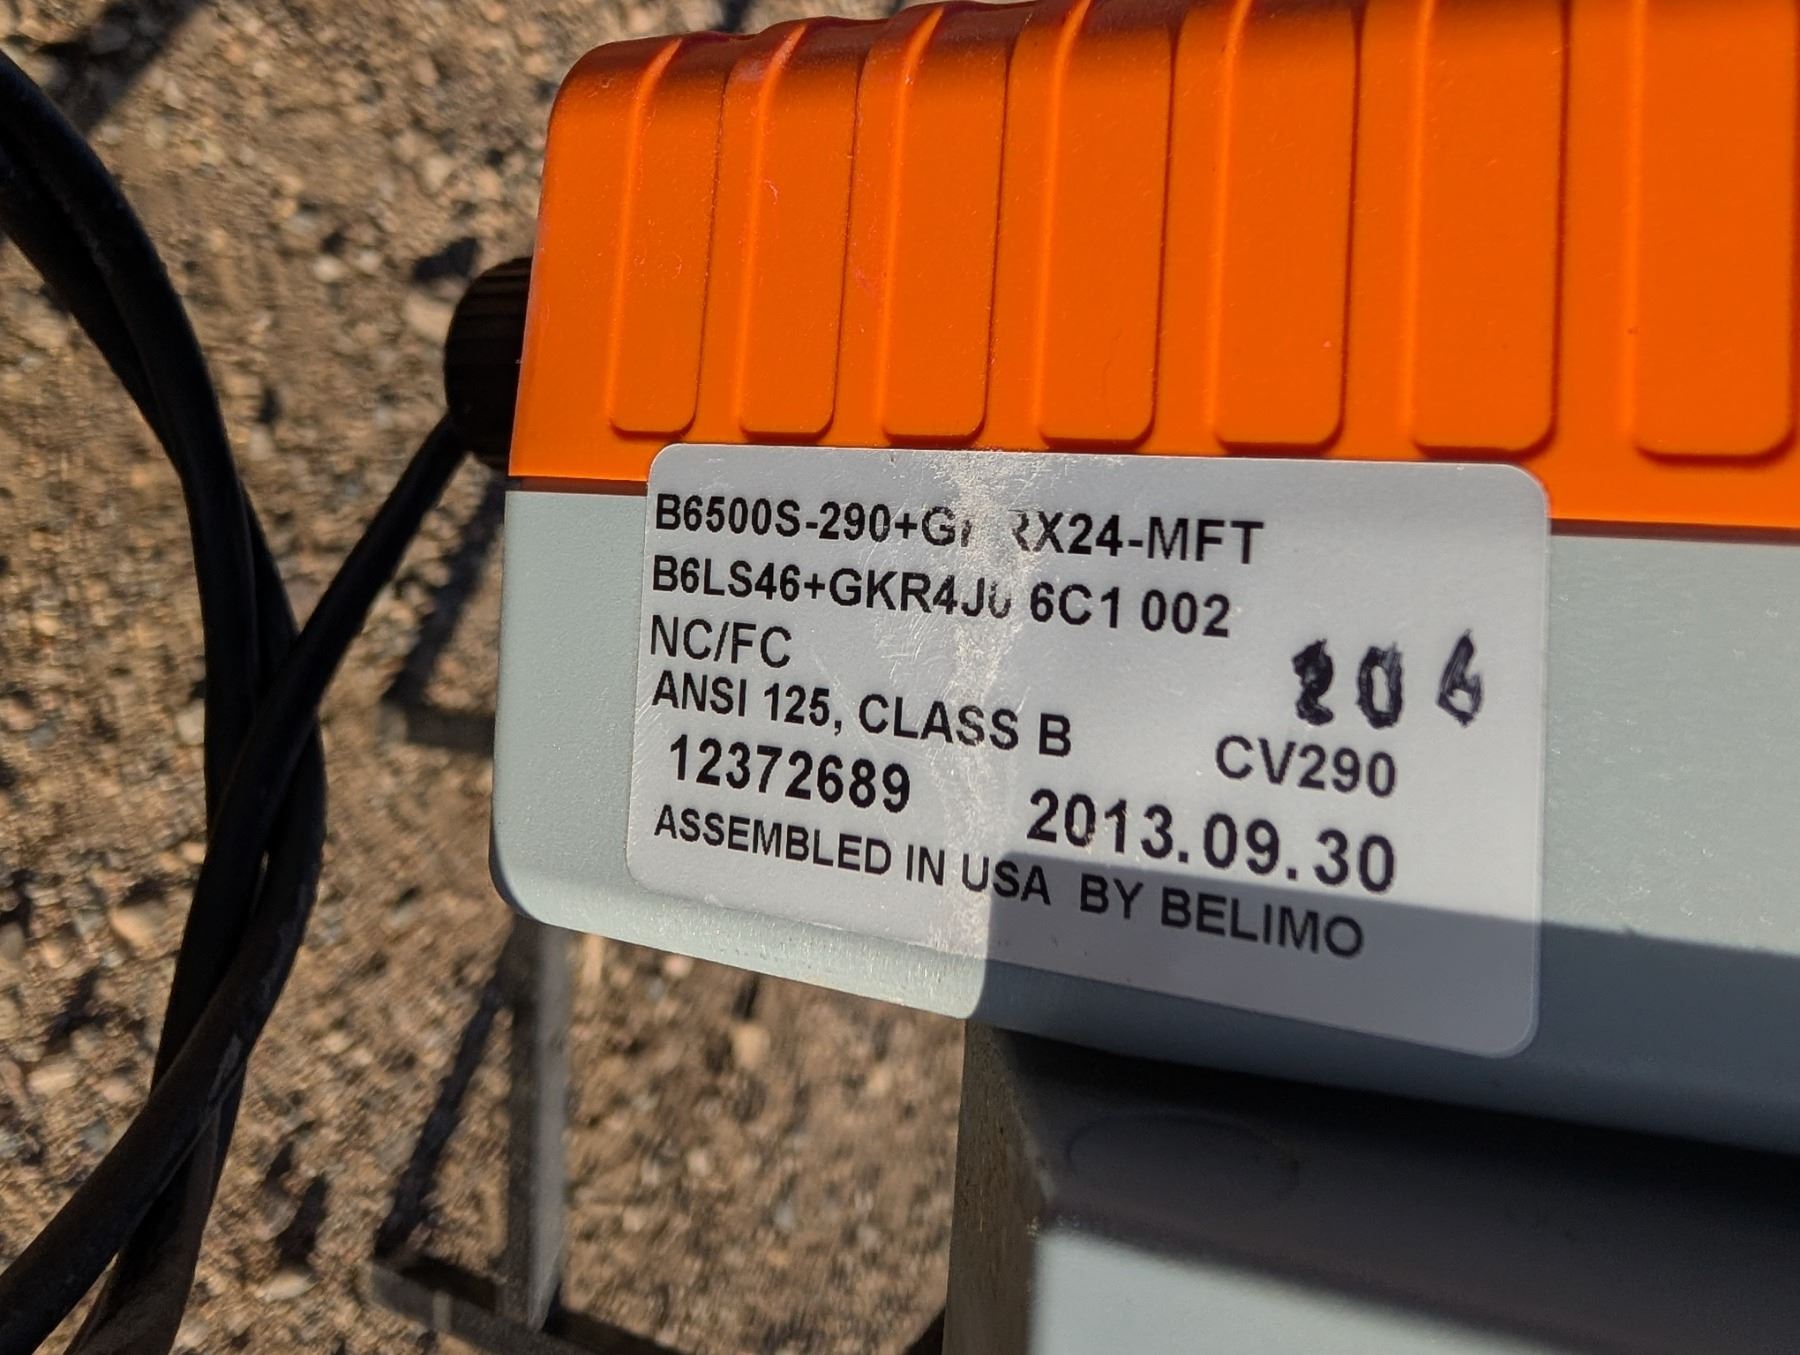 B6500S-290+G RX24-MFT
B6LS46+GKR4J 6C1 002
NC/FC
206
ANSI 125, CLASS B
CV290
12372689
2013.09.30
ASSEMBLED IN USA BY BELIMO